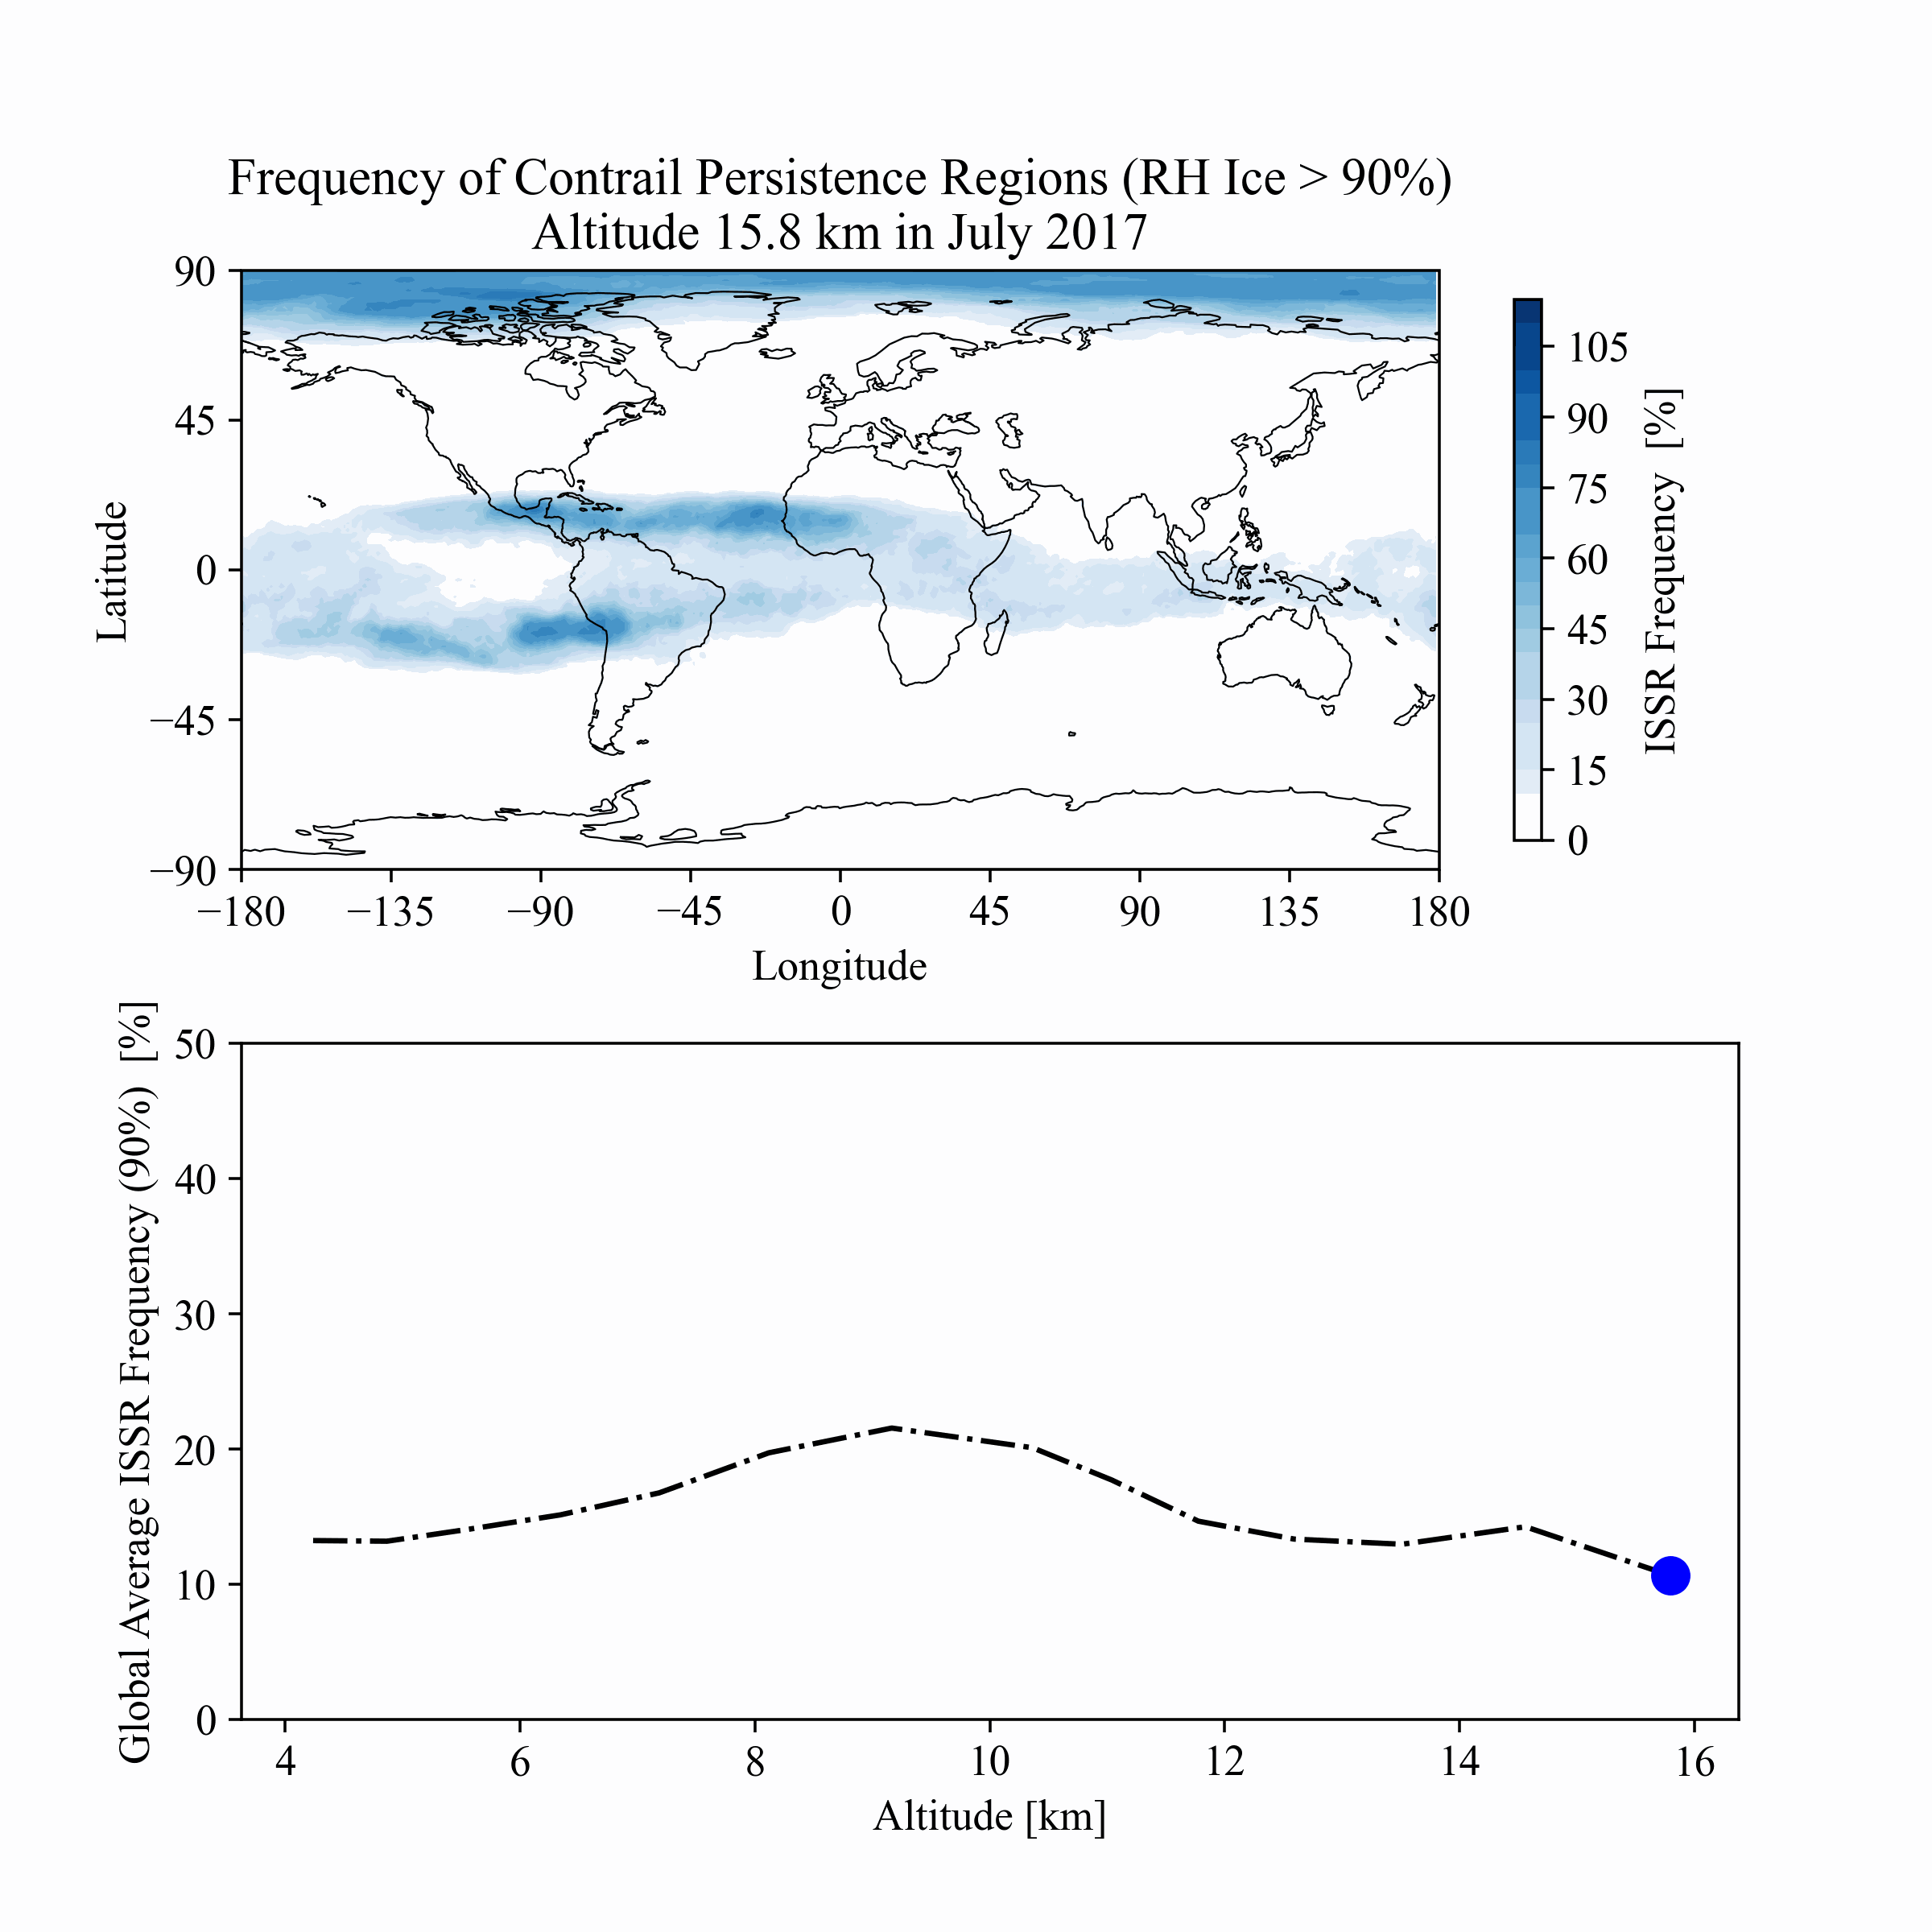 Frequency of Contrail Persistence Regions (RH Ice > 90%)
Altitude 15.8 km in July 2017
90
45
0
−45
−90
Latitude
−180 −135 −90 −45 0 45 90 135 180
Longitude
105
90
75
60
45
30
15
0
ISSR Frequency [%]
50
40
30
20
10
0
Global Average ISSR Frequency (90%) [%]
4 6 8 10 12 14 16
Altitude [km]